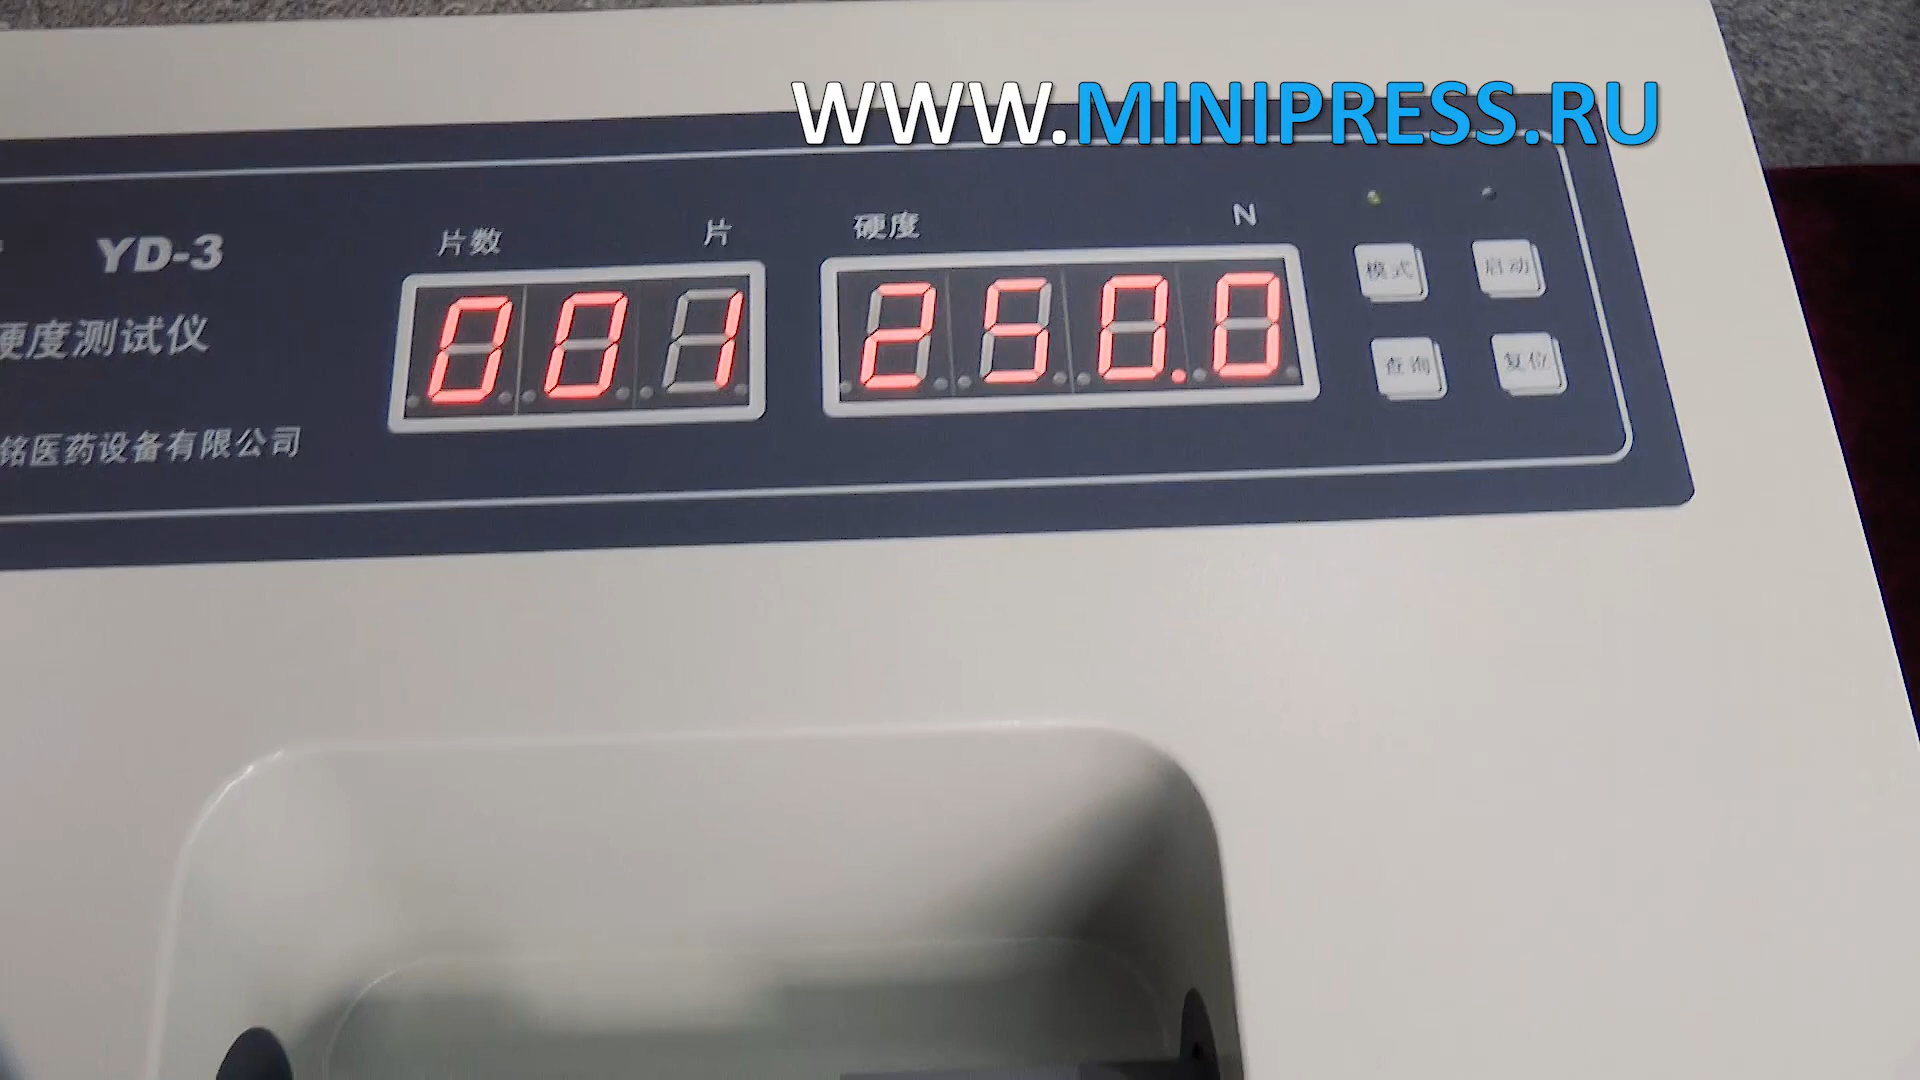 WWW.MINIPRESS.RU
YD-3
硬度测试仪
铭医药设备有限公司
片数 片
001
硬度 N
250.0
模式 启动
查询 复位